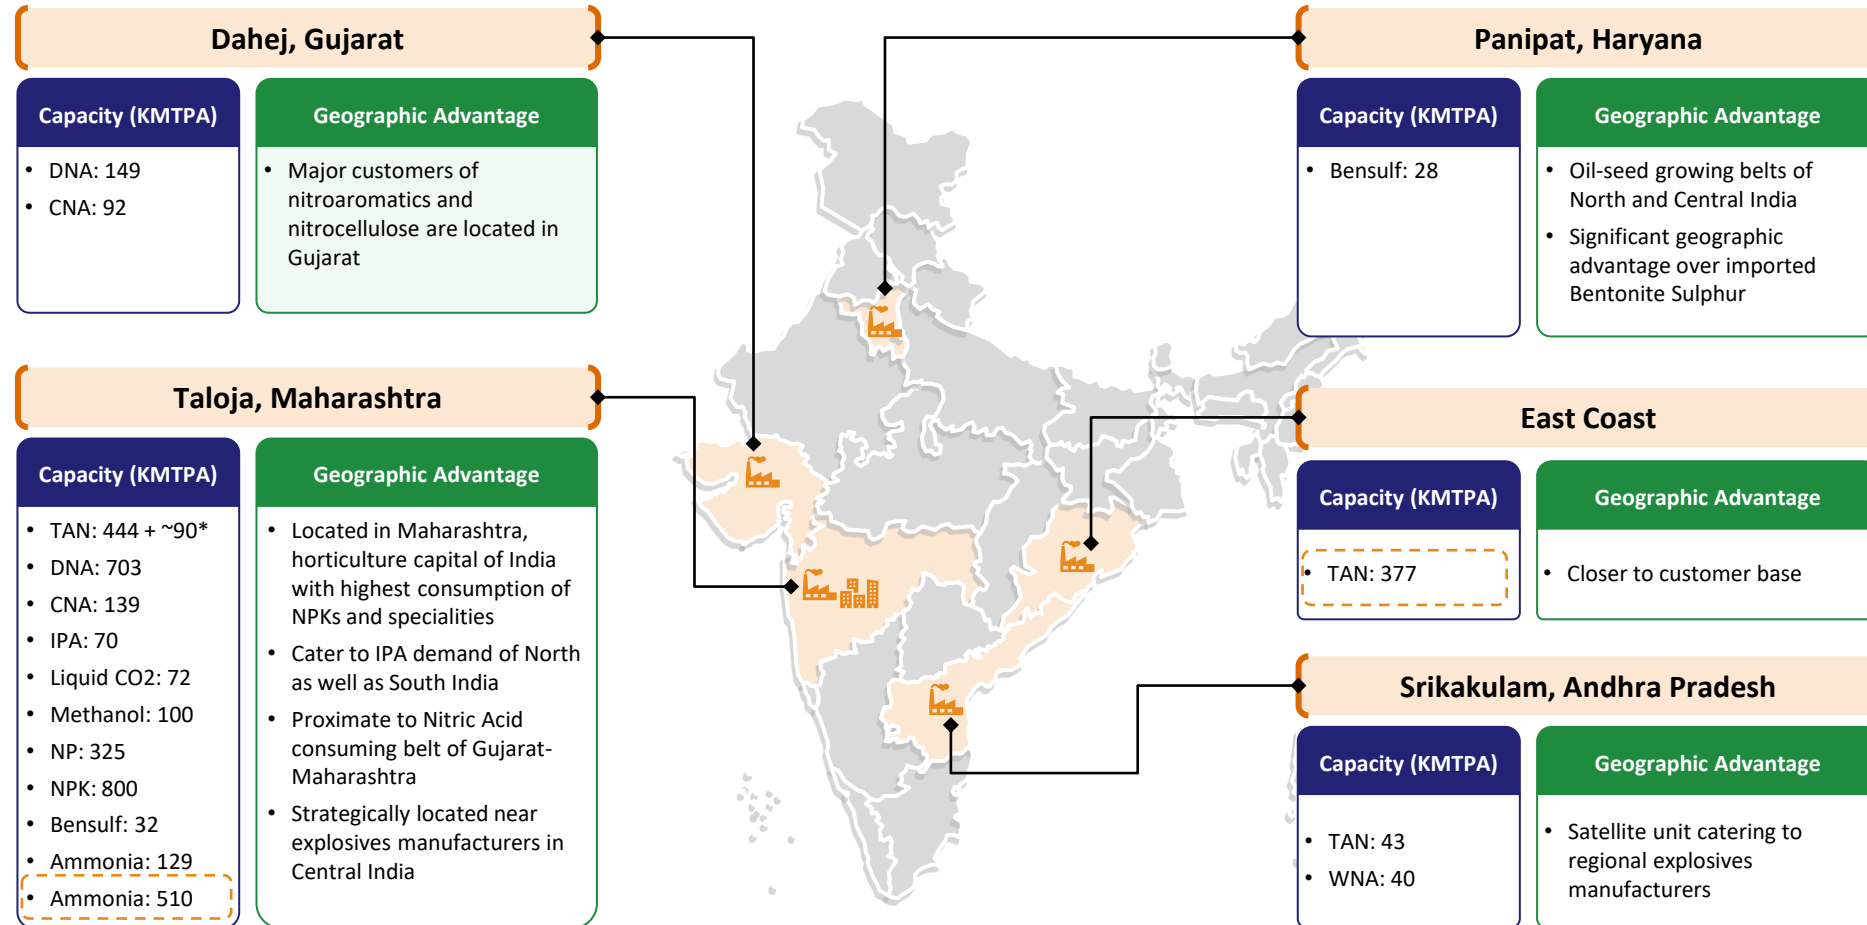 Dahej, Gujarat
Capacity (KMTPA)
• DNA: 149
• CNA: 92
Geographic Advantage
• Major customers of
nitroaromatics and
nitrocellulose are located in
Gujarat
Taloja, Maharashtra
Capacity (KMTPA)
• TAN: 444 + ~90*
• DNA: 703
• CNA: 139
• IPA: 70
• Liquid CO2: 72
• Methanol: 100
• NP: 325
• NPK: 800
• Bensulf: 32
• Ammonia: 129
• Ammonia: 510
Geographic Advantage
• Located in Maharashtra,
horticulture capital of India
with highest consumption of
NPKs and specialities
• Cater to IPA demand of North
as well as South India
• Proximate to Nitric Acid
consuming belt of Gujarat-
Maharashtra
• Strategically located near
explosives manufacturers in
Central India
Panipat, Haryana
Capacity (KMTPA)
• Bensulf: 28
Geographic Advantage
• Oil-seed growing belts of
North and Central India
• Significant geographic
advantage over imported
Bentonite Sulphur
East Coast
Capacity (KMTPA)
• TAN: 377
Geographic Advantage
• Closer to customer base
Srikakulam, Andhra Pradesh
Capacity (KMTPA)
• TAN: 43
• WNA: 40
Geographic Advantage
• Satellite unit catering to
regional explosives
manufacturers